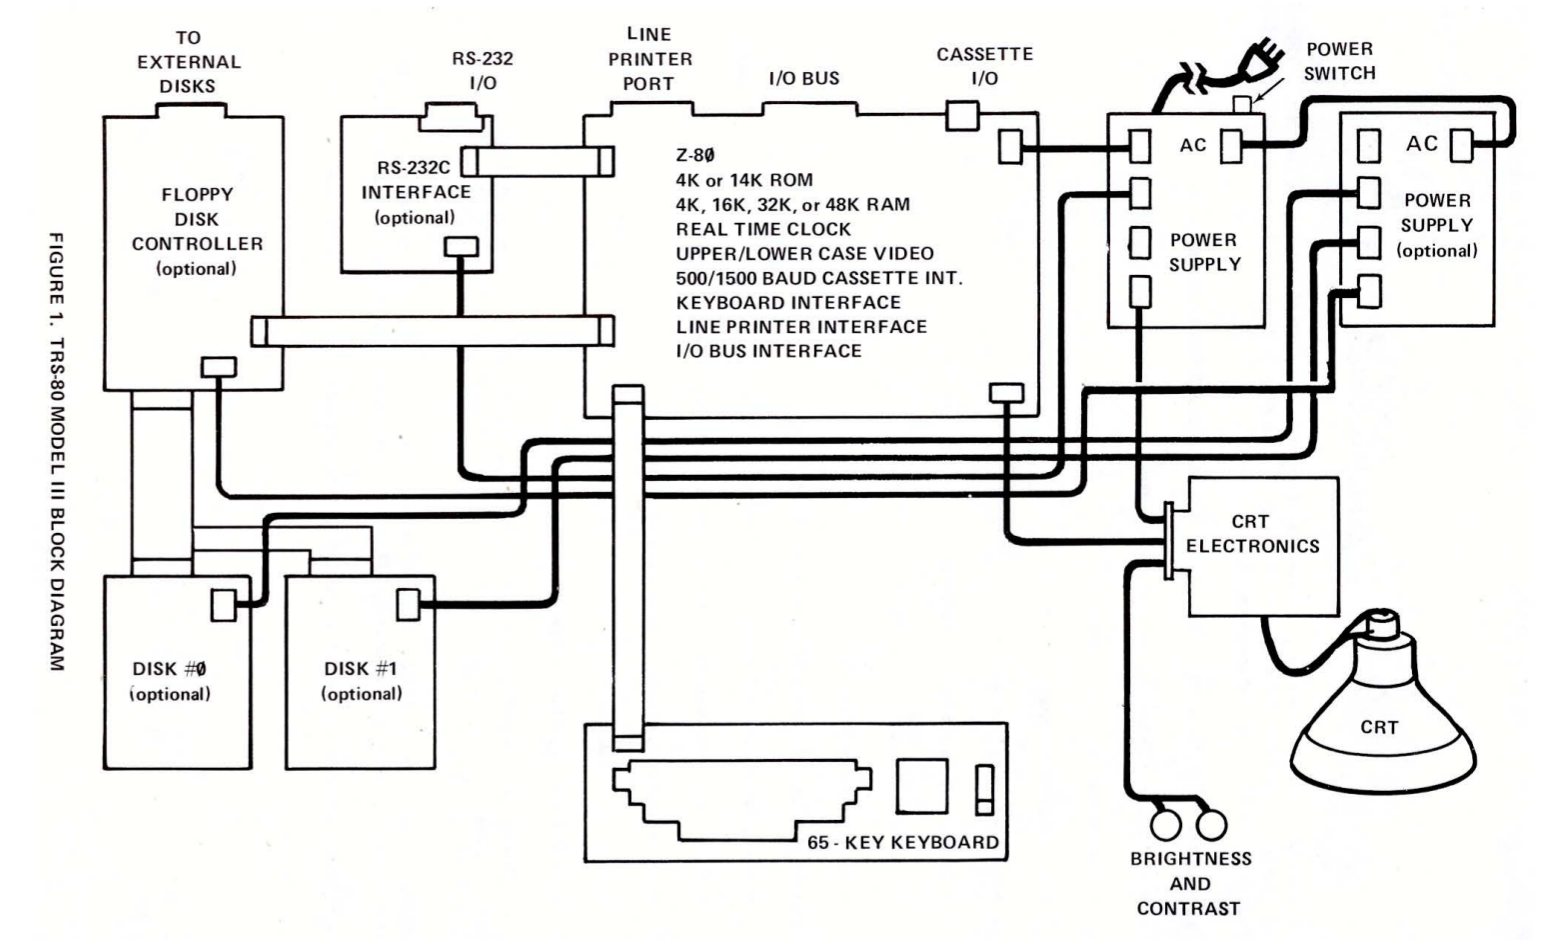 TO
EXTERNAL
DISKS
RS-232
I/O
LINE
PRINTER
PORT
I/O BUS
CASSETTE
I/O
POWER
SWITCH
FLOPPY
DISK
CONTROLLER
(optional)
RS-232C
INTERFACE
(optional)
Z-80
4K or 14K ROM
4K, 16K, 32K, or 48K RAM
REAL TIME CLOCK
UPPER/LOWER CASE VIDEO
500/1500 BAUD CASSETTE INT.
KEYBOARD INTERFACE
LINE PRINTER INTERFACE
I/O BUS INTERFACE
AC
POWER
SUPPLY
AC
POWER
SUPPLY
(optional)
CRT
ELECTRONICS
CRT
DISK #0
(optional)
DISK #1
(optional)
65 - KEY KEYBOARD
BRIGHTNESS
AND
CONTRAST
FIGURE 1. TRS-80 MODEL III BLOCK DIAGRAM